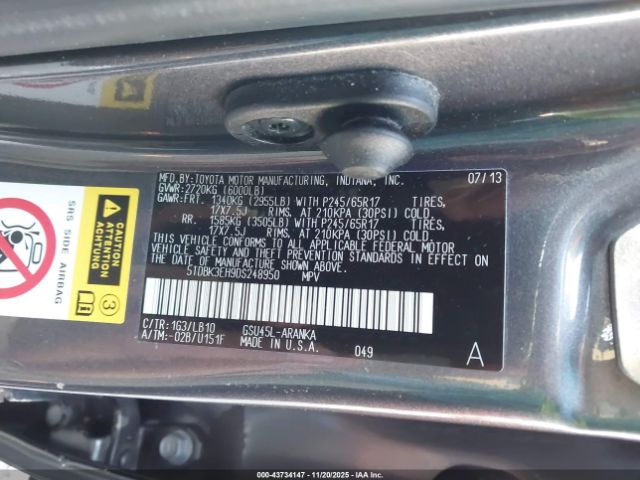 MFD.BY:TOYOTA MOTOR MANUFACTURING, INDIANA, INC. 07/13
GVWR:2720KG (6000LB)
GAWR:FRT. 1340KG (2955LB) WITH P245/65R17 TIRES,
17X7.5J RIMS. AT 210KPA (30PSI) COLD.
RR. 1585KG (3505LB) WITH P245/65R17 TIRES,
17X7.5J RIMS. AT 210KPA (30PSI) COLD.
THIS VEHICLE CONFORMS TO ALL APPLICABLE FEDERAL MOTOR
VEHICLE SAFETY AND THEFT PREVENTION STANDARDS IN EFFECT
ON THE DATE OF MANUFACTURE SHOWN ABOVE.
5TDBK3EH9DS248950 MPV
C/TR:1G3/LB10 GSU45L-ARANKA
A/TM:-02B/U151F MADE IN U.S.A. 049
A
SRS SIDE AIRBAG
ATTENTION
ACHTUNG
3
00-43734147 - 11/20/2025 - IAAI.COM